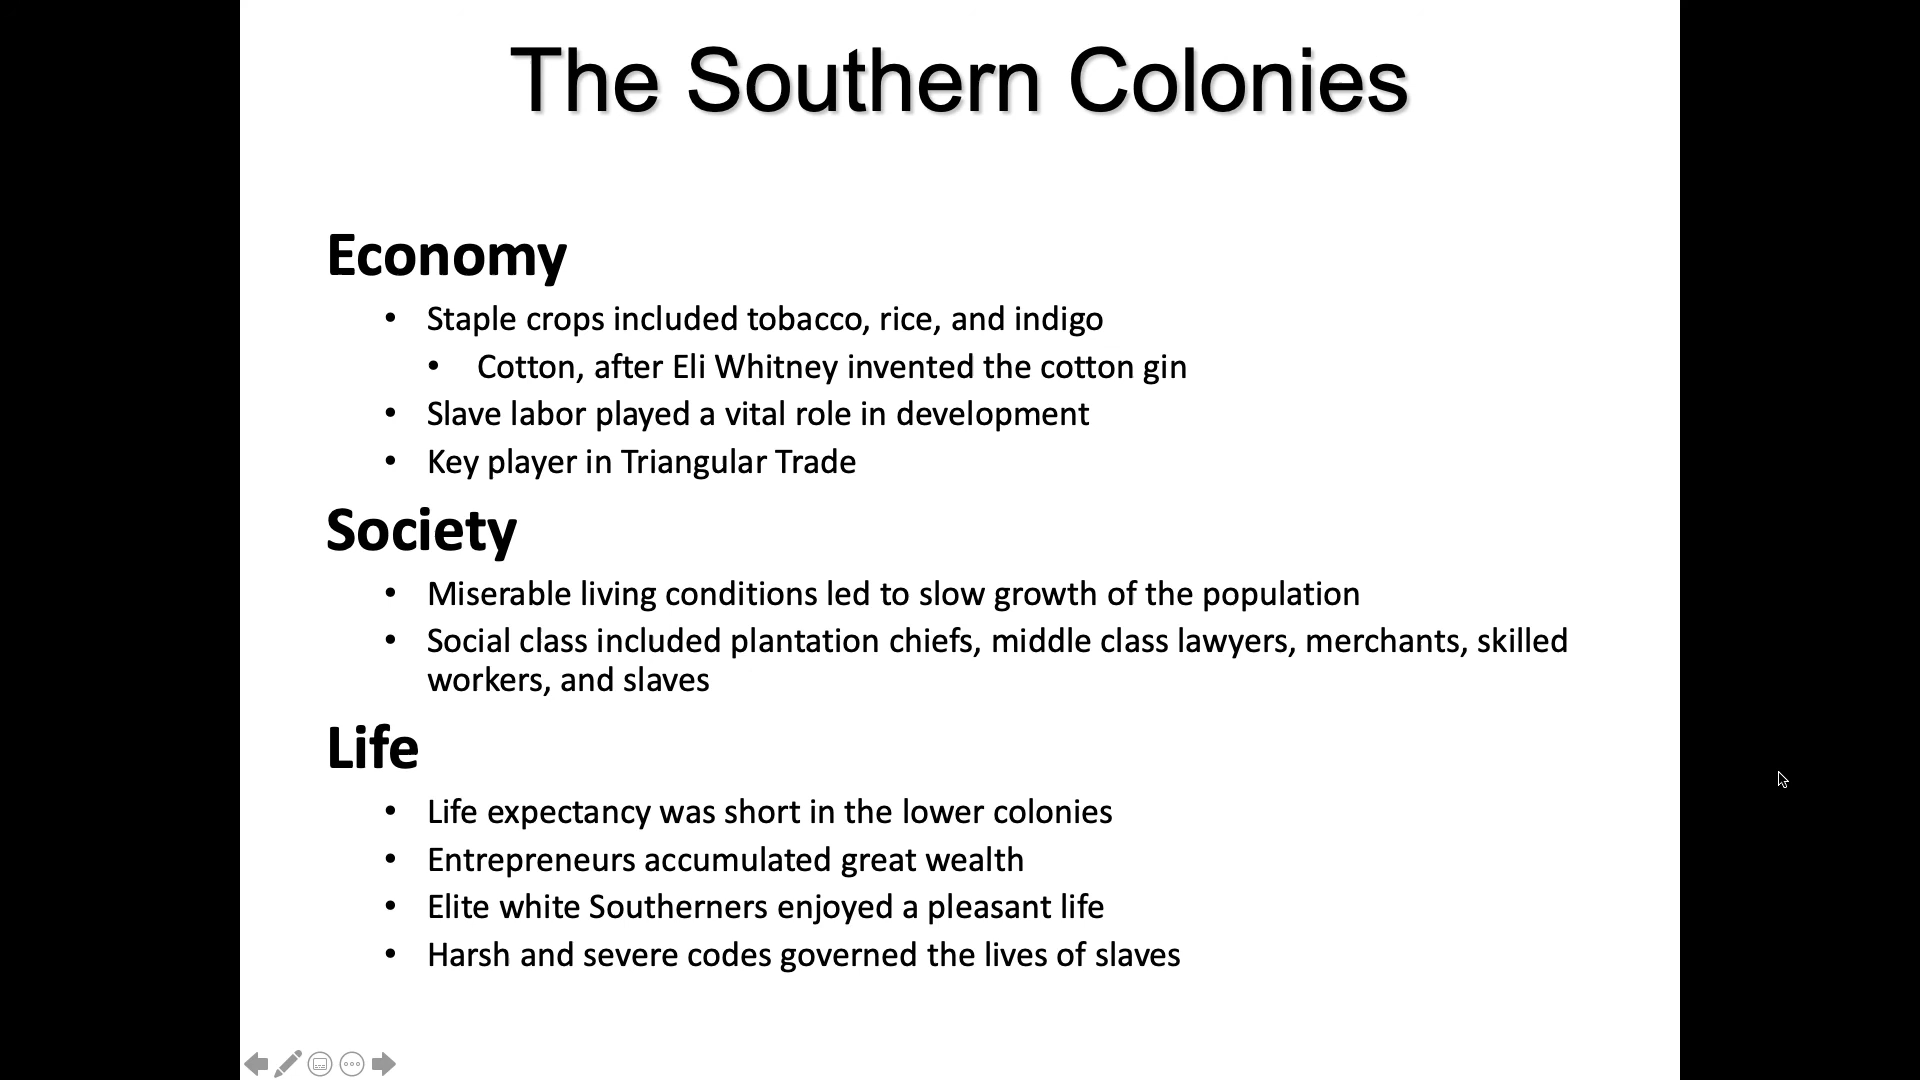 The Southern Colonies
Economy
• Staple crops included tobacco, rice, and indigo
• Cotton, after Eli Whitney invented the cotton gin
• Slave labor played a vital role in development
• Key player in Triangular Trade
Society
• Miserable living conditions led to slow growth of the population
• Social class included plantation chiefs, middle class lawyers, merchants, skilled
workers, and slaves
Life
• Life expectancy was short in the lower colonies
• Entrepreneurs accumulated great wealth
• Elite white Southerners enjoyed a pleasant life
• Harsh and severe codes governed the lives of slaves